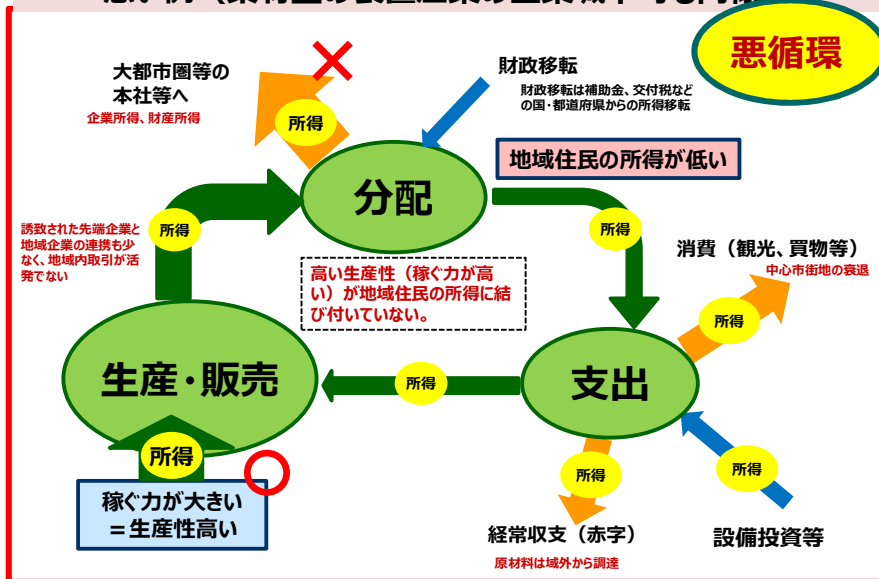 悪循環
大都市圏等の
本社等へ
企業所得、財産所得
所得
財政移転
財政移転は補助金、交付税など
の国・都道府県からの所得移転
分配
地域住民の所得が低い
誘致された先端企業と
地域企業の連携も少
なく、地域内取引が活
発でない
所得
所得
高い生産性（稼ぐ力が高
い）が地域住民の所得に結
び付いていない。
消費（観光、買物等）
中心市街地の衰退
所得
生産・販売
所得
支出
所得
稼ぐ力が大きい
＝生産性高い
所得
所得
経常収支（赤字）
原材料は域外から調達
設備投資等